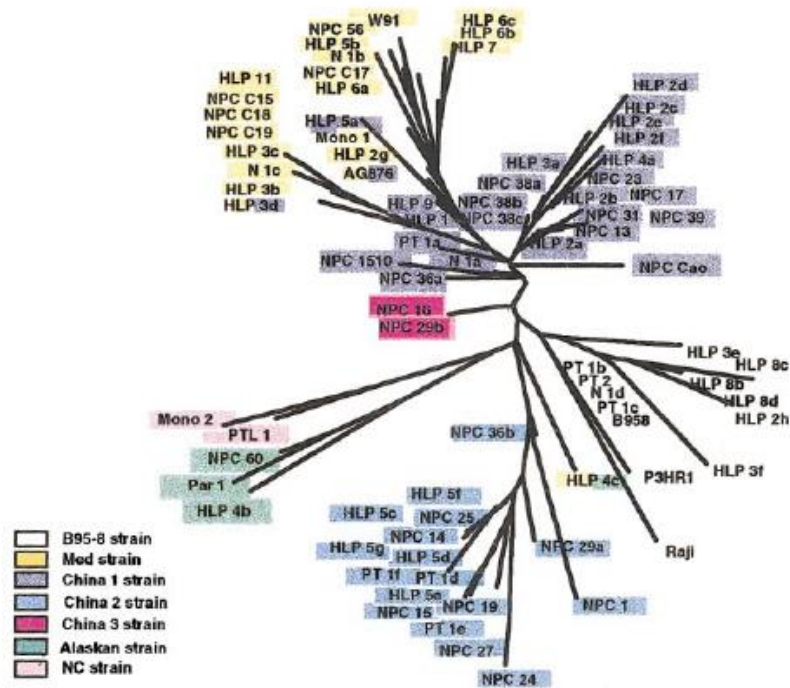 W91
NPC 56
HLP 5b
N 1b
NPC C17
HLP 6a
HLP 6c
HLP 6b
HLP 7
HLP 11
NPC C15
NPC C18
NPC C19
HLP 3c
N 1c
HLP 3b
HLP 3d
HLP 5a
Mono 1
HLP 2g
AG876
HLP 9
HLP 1
PT 1a
N 1a
NPC 1510
NPC 36a
HLP 2d
HLP 2c
HLP 2e
HLP 2f
HLP 3a
HLP 4a
NPC 38a
NPC 23
NPC 17
HLP 2b
NPC 38b
NPC 38c
NPC 31
NPC 39
NPC 13
HLP 2a
NPC Cao
NPC 16
NPC 29b
HLP 3e
HLP 8c
HLP 8b
HLP 8d
HLP 2h
PT 1b
PT 2
N 1d
PT 1c
B958
HLP 3f
P3HR1
HLP 4c
Raji
Mono 2
PTL 1
NPC 60
Par 1
HLP 4b
NPC 36b
HLP 5f
HLP 5c
NPC 25
NPC 14
HLP 5g
HLP 5d
PT 1f
PT 1d
HLP 5e
NPC 15
NPC 19
PT 1e
NPC 27
NPC 24
NPC 29a
NPC 1
B95-8 strain
Med strain
China 1 strain
China 2 strain
China 3 strain
Alaskan strain
NC strain